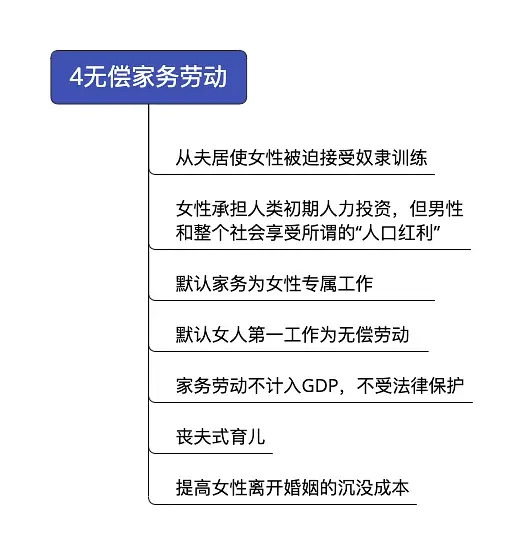 4无偿家务劳动
从夫居使女性被迫接受奴隶训练
女性承担人类初期人力投资，但男性
和整个社会享受所谓的“人口红利”
默认家务为女性专属工作
默认女人第一工作为无偿劳动
家务劳动不计入GDP，不受法律保护
丧夫式育儿
提高女性离开婚姻的沉没成本